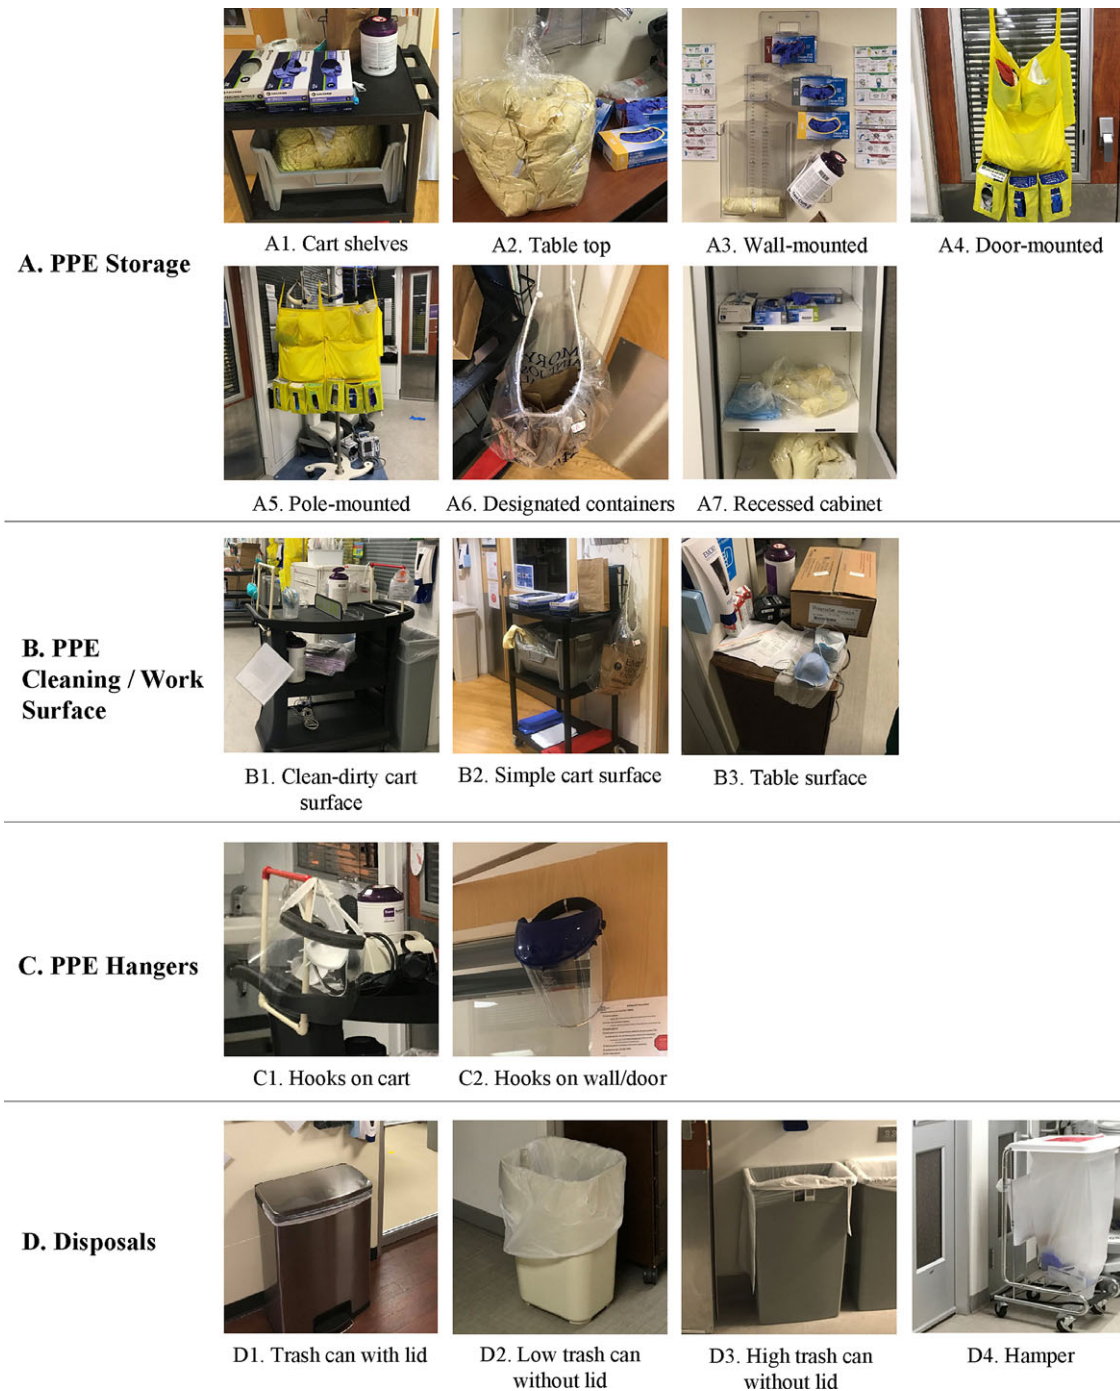 A. PPE Storage
A1. Cart shelves
A2. Table top
A3. Wall-mounted
A4. Door-mounted
A5. Pole-mounted
A6. Designated containers
A7. Recessed cabinet
B. PPE
Cleaning / Work
Surface
B1. Clean-dirty cart
surface
B2. Simple cart surface
B3. Table surface
C. PPE Hangers
C1. Hooks on cart
C2. Hooks on wall/door
D. Disposals
D1. Trash can with lid
D2. Low trash can
without lid
D3. High trash can
without lid
D4. Hamper